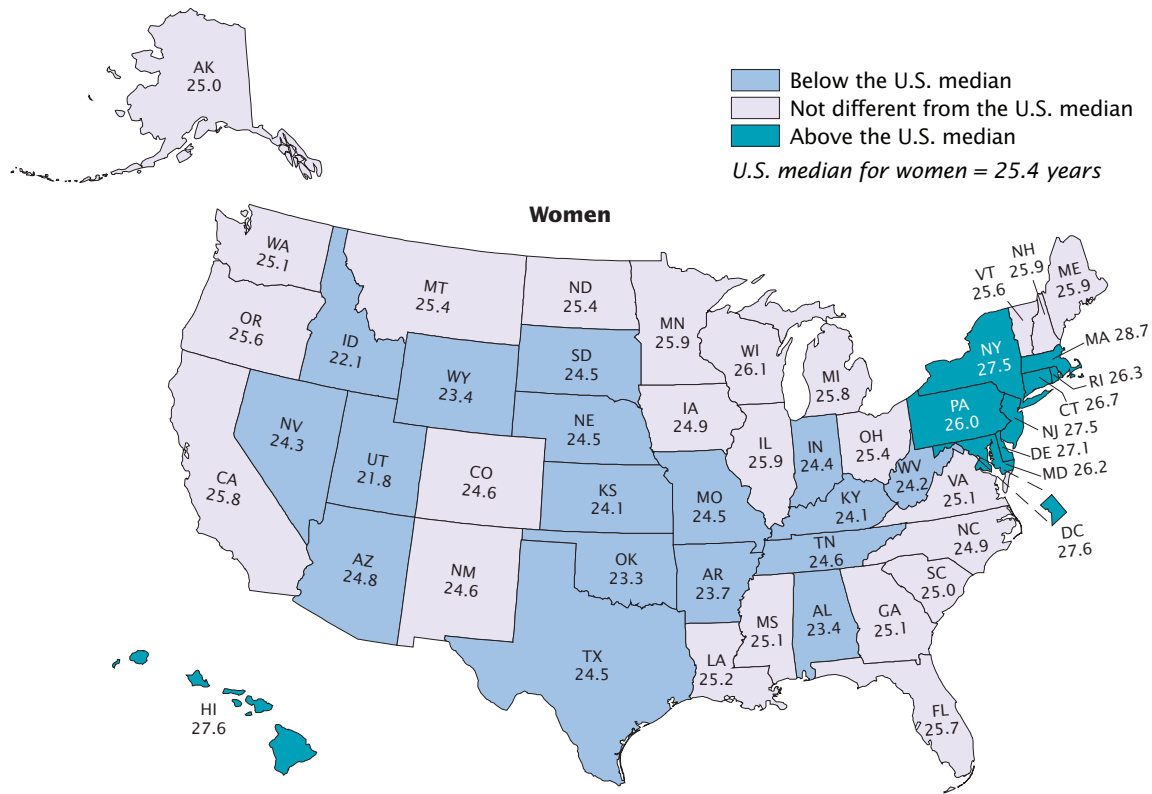 AK
25.0
Below the U.S. median
Not different from the U.S. median
Above the U.S. median
U.S. median for women = 25.4 years
Women
WA
25.1
MT
25.4
ND
25.4
MN
25.9
VT
25.6
NH
25.9
ME
25.9
OR
25.6
ID
22.1
WY
23.4
SD
24.5
WI
26.1
MI
25.8
NY
27.5
MA 28.7
RI 26.3
CT 26.7
NJ 27.5
DE 27.1
MD 26.2
DC
27.6
PA
26.0
NV
24.3
UT
21.8
CO
24.6
NE
24.5
IA
24.9
IL
25.9
IN
24.4
OH
25.4
WV
24.2
VA
25.1
CA
25.8
KS
24.1
MO
24.5
KY
24.1
NC
24.9
TN
24.6
SC
25.0
AZ
24.8
NM
24.6
OK
23.3
AR
23.7
MS
25.1
AL
23.4
GA
25.1
TX
24.5
LA
25.2
FL
25.7
HI
27.6